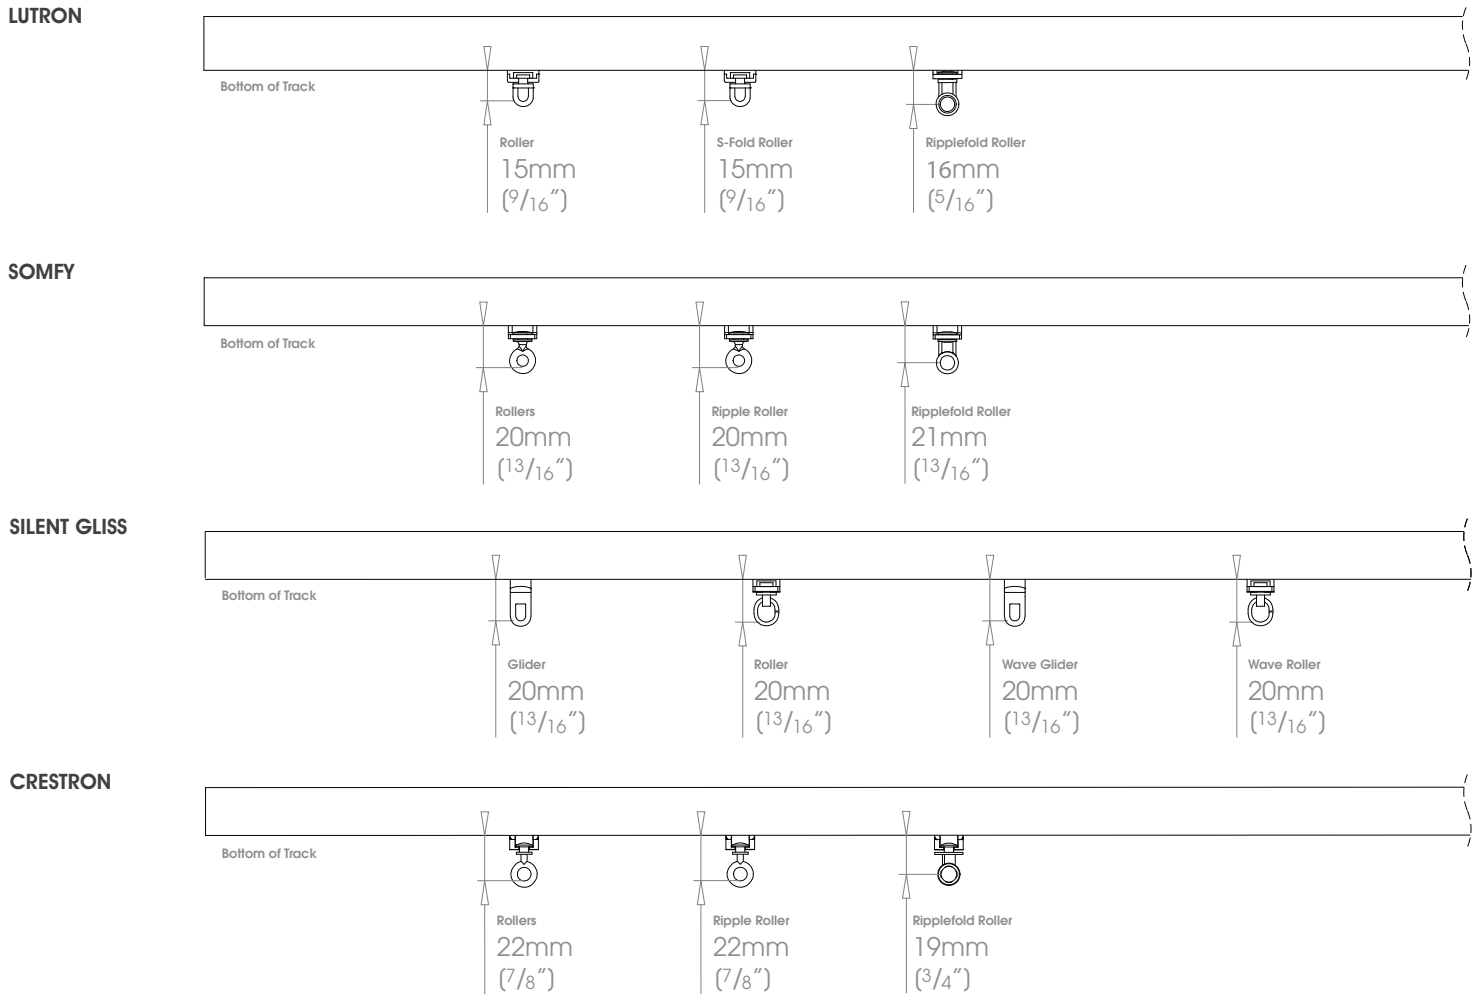 LUTRON
Bottom of Track
Roller
15mm
(9/16")
S-Fold Roller
15mm
(9/16")
Ripplefold Roller
16mm
(5/16")
SOMFY
Bottom of Track
Rollers
20mm
(13/16")
Ripple Roller
20mm
(13/16")
Ripplefold Roller
21mm
(13/16")
SILENT GLISS
Bottom of Track
Glider
20mm
(13/16")
Roller
20mm
(13/16")
Wave Glider
20mm
(13/16")
Wave Roller
20mm
(13/16")
CRESTRON
Bottom of Track
Rollers
22mm
(7/8")
Ripple Roller
22mm
(7/8")
Ripplefold Roller
19mm
(3/4")